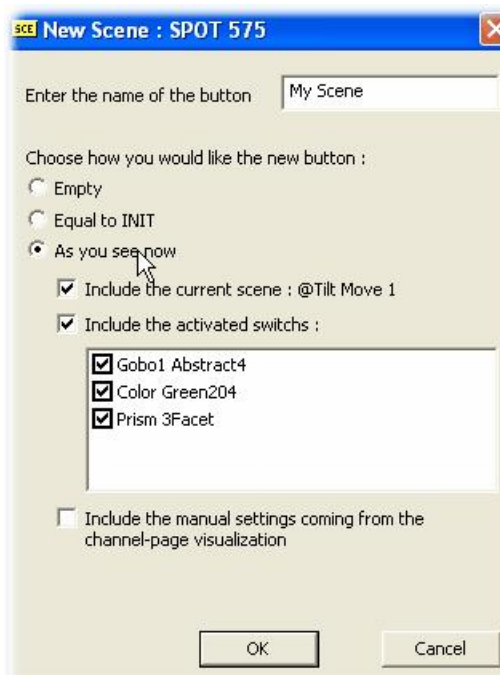 SCE New Scene : SPOT 575
Enter the name of the button My Scene
Choose how you would like the new button :
Empty
Equal to INIT
As you see now
Include the current scene : @Tilt Move 1
Include the activated switchs :
Gobo1 Abstract4
Color Green204
Prism 3Facet
Include the manual settings coming from the
channel-page visualization
OK Cancel